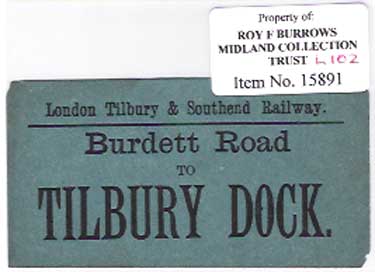 Property of:
ROY F BURROWS
MIDLAND COLLECTION
TRUST L102
Item No. 15891
London Tilbury & Southend Railway.
Burdett Road
TO
TILBURY DOCK.